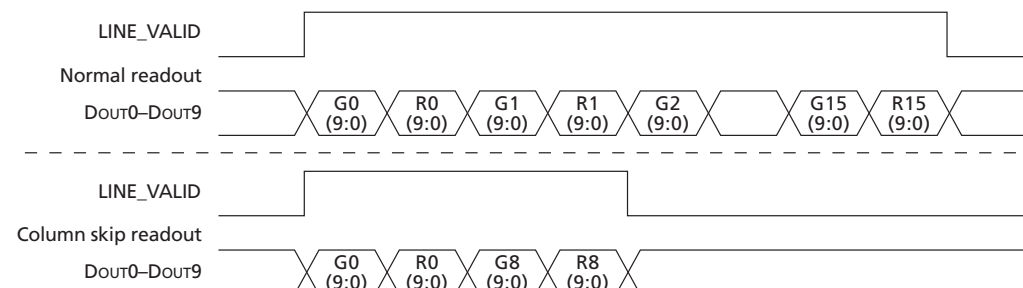 LINE_VALID
Normal readout
DOUT0–DOUT9
G0 (9:0)
R0 (9:0)
G1 (9:0)
R1 (9:0)
G2 (9:0)
G15 (9:0)
R15 (9:0)
LINE_VALID
Column skip readout
DOUT0–DOUT9
G0 (9:0)
R0 (9:0)
G8 (9:0)
R8 (9:0)